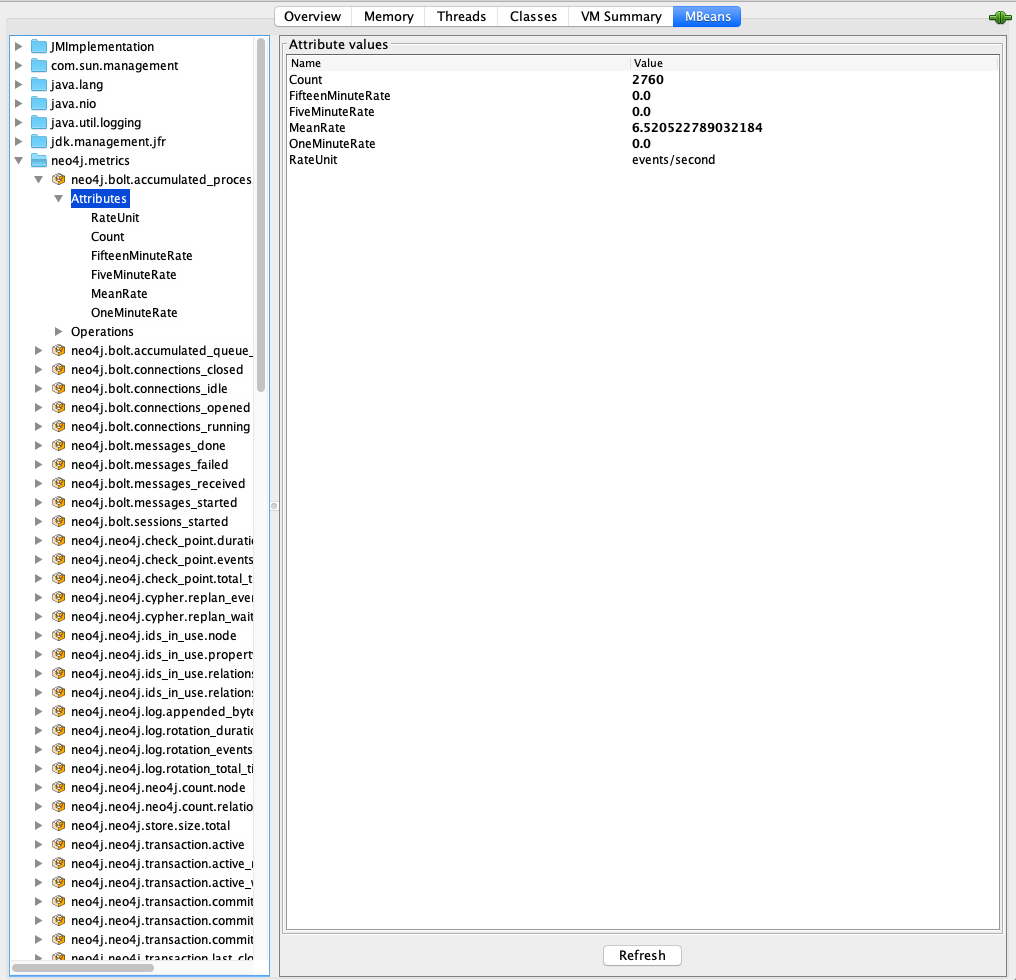 Overview Memory Threads Classes VM Summary MBeans
JMImplementation
com.sun.management
java.lang
java.nio
java.util.logging
jdk.management.jfr
neo4j.metrics
neo4j.bolt.accumulated_proces
Attributes
RateUnit
Count
FifteenMinuteRate
FiveMinuteRate
MeanRate
OneMinuteRate
Operations
neo4j.bolt.accumulated_queue_
neo4j.bolt.connections_closed
neo4j.bolt.connections_idle
neo4j.bolt.connections_opened
neo4j.bolt.connections_running
neo4j.bolt.messages_done
neo4j.bolt.messages_failed
neo4j.bolt.messages_received
neo4j.bolt.messages_started
neo4j.bolt.sessions_started
neo4j.neo4j.check_point.duratio
neo4j.neo4j.check_point.events
neo4j.neo4j.check_point.total_t
neo4j.neo4j.cypher.replan_ever
neo4j.neo4j.cypher.replan_wait
neo4j.neo4j.ids_in_use.node
neo4j.neo4j.ids_in_use.propert
neo4j.neo4j.ids_in_use.relations
neo4j.neo4j.ids_in_use.relations
neo4j.neo4j.log.appended_byte
neo4j.neo4j.log.rotation_duratio
neo4j.neo4j.log.rotation_events
neo4j.neo4j.log.rotation_total_ti
neo4j.neo4j.neo4j.count.node
neo4j.neo4j.neo4j.count.relatio
neo4j.neo4j.store.size.total
neo4j.neo4j.transaction.active
neo4j.neo4j.transaction.active_r
neo4j.neo4j.transaction.active_w
neo4j.neo4j.transaction.commit
neo4j.neo4j.transaction.commit
neo4j.neo4j.transaction.commit
neo4j.neo4j.transaction.last_clo
Attribute values
Name Value
Count 2760
FifteenMinuteRate 0.0
FiveMinuteRate 0.0
MeanRate 6.520522789032184
OneMinuteRate 0.0
RateUnit events/second
Refresh